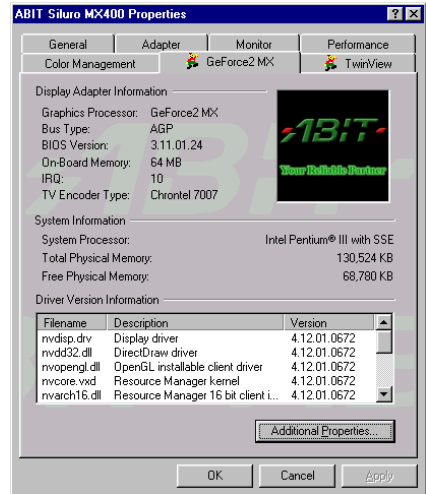 ABIT Siluro MX400 Properties
General Adapter Monitor Performance
Color Management GeForce2 MX TwinView
Display Adapter Information
Graphics Processor: GeForce2 MX
Bus Type: AGP
BIOS Version: 3.11.01.24
On-Board Memory: 64 MB
IRQ: 10
TV Encoder Type: Chrontel 7007
ABIT
Your Reliable Partner
System Information
System Processor: Intel Pentium® III with SSE
Total Physical Memory: 130,524 KB
Free Physical Memory: 68,780 KB
Driver Version Information
Filename Description Version
nvdisp.drv Display driver 4.12.01.0672
nvdd32.dll DirectDraw driver 4.12.01.0672
nvopengl.dll OpenGL installable client driver 4.12.01.0672
nvcore.vxd Resource Manager kernel 4.12.01.0672
nvarch16.dll Resource Manager 16 bit client i... 4.12.01.0672
Additional Properties...
OK Cancel Apply